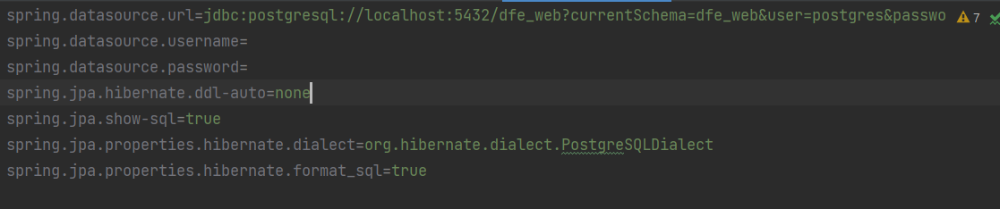 spring.datasource.url=jdbc:postgresql://localhost:5432/dfe_web?currentSchema=dfe_web&user=postgres&passwo 7
spring.datasource.username=
spring.datasource.password=
spring.jpa.hibernate.ddl-auto=none
spring.jpa.show-sql=true
spring.jpa.properties.hibernate.dialect=org.hibernate.dialect.PostgreSQLDialect
spring.jpa.properties.hibernate.format_sql=true